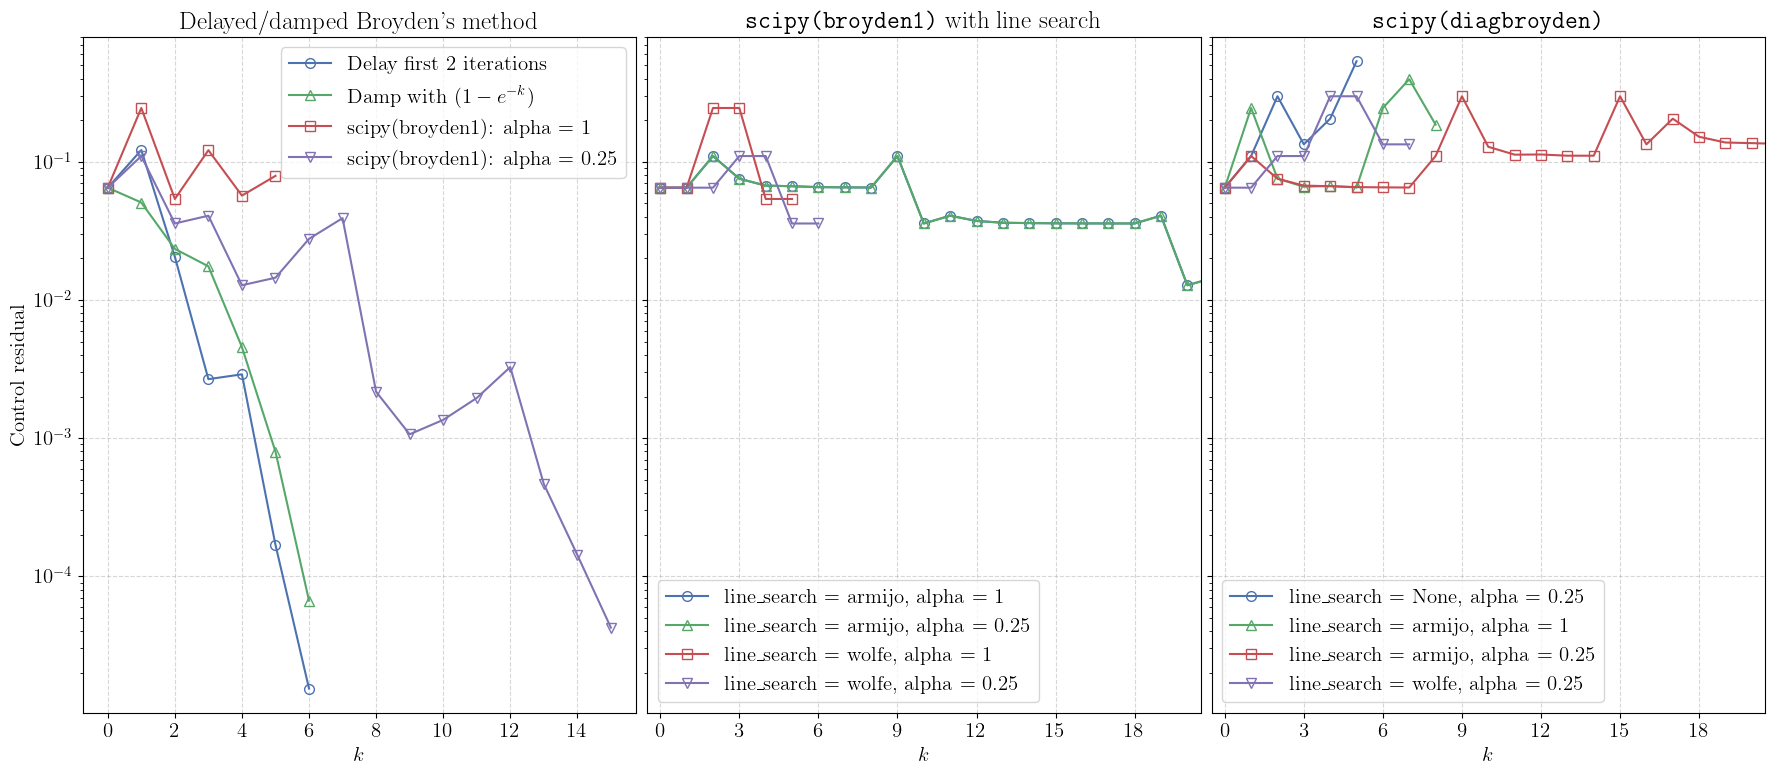 Delayed/damped Broyden's method
Delay first 2 iterations
Damp with (1 − e^{−k})
scipy(broyden1): alpha = 1
scipy(broyden1): alpha = 0.25
Control residual
10^{−1}
10^{−2}
10^{−3}
10^{−4}
0 2 4 6 8 10 12 14
k
scipy(broyden1) with line search
line_search = armijo, alpha = 1
line_search = armijo, alpha = 0.25
line_search = wolfe, alpha = 1
line_search = wolfe, alpha = 0.25
0 3 6 9 12 15 18
k
scipy(diagbroyden)
line_search = None, alpha = 0.25
line_search = armijo, alpha = 1
line_search = armijo, alpha = 0.25
line_search = wolfe, alpha = 0.25
0 3 6 9 12 15 18
k